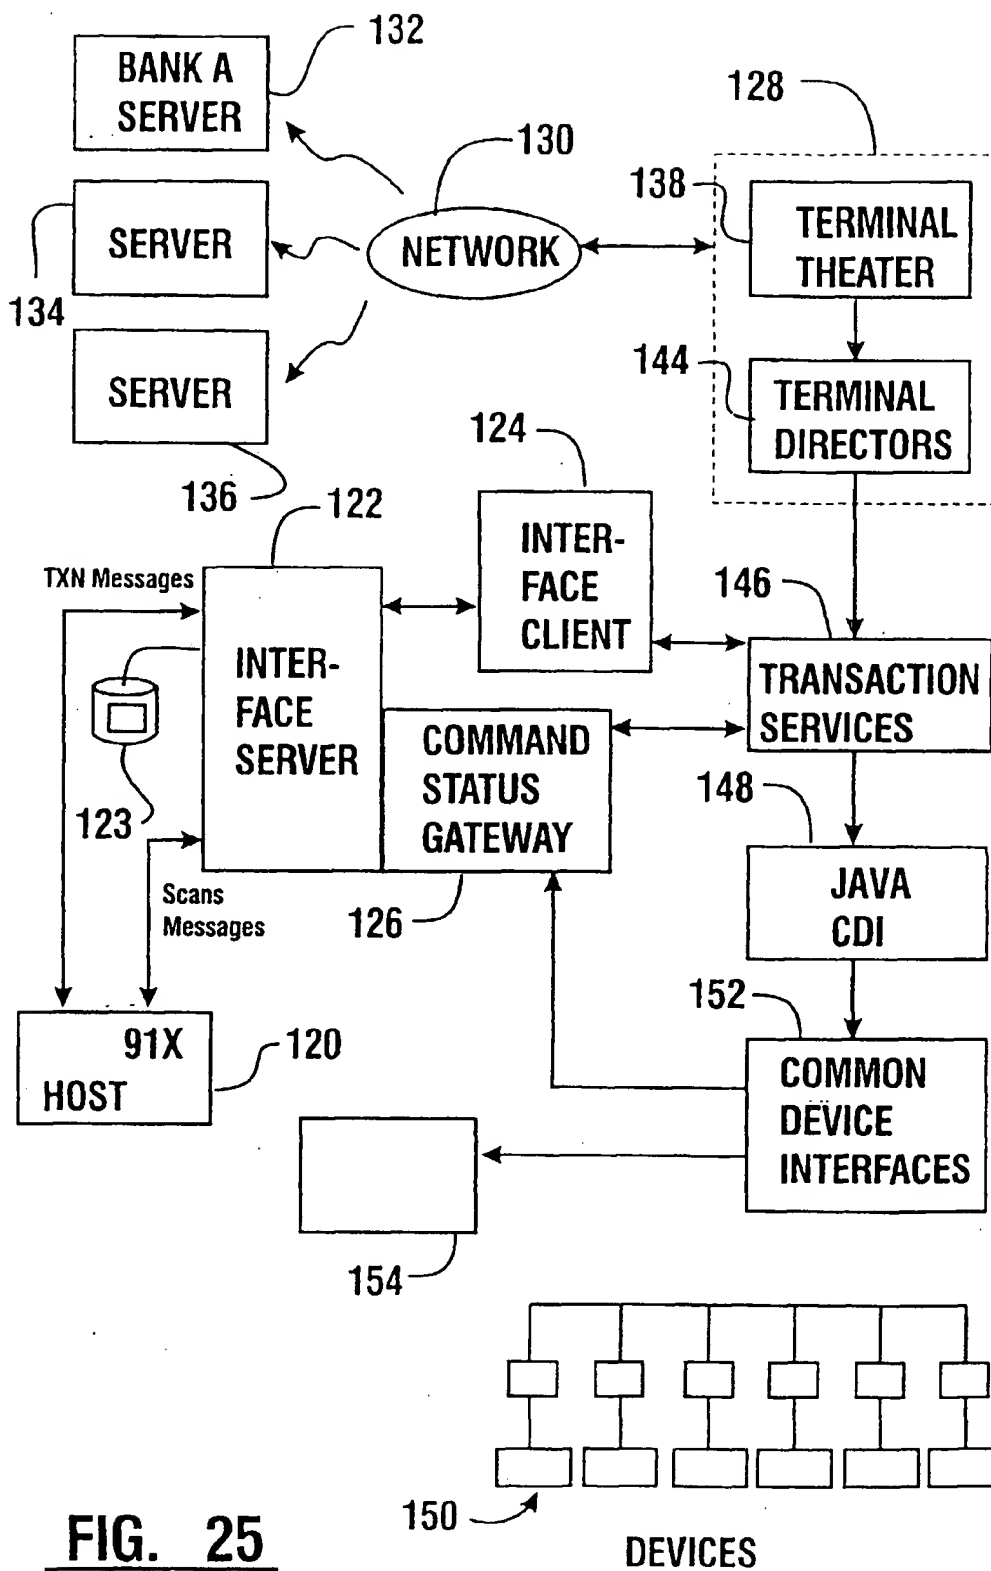 132
BANK A
SERVER
128
130
138
TERMINAL
THEATER
SERVER
NETWORK
134
144
SERVER
TERMINAL
DIRECTORS
124
136
122
INTER-
FACE
CLIENT
TXN Messages
146
INTER-
FACE
SERVER
TRANSACTION
SERVICES
COMMAND
STATUS
GATEWAY
123
148
Scans
Messages
126
JAVA
CDI
152
91X
HOST
120
COMMON
DEVICE
INTERFACES
154
150
FIG. 25
DEVICES